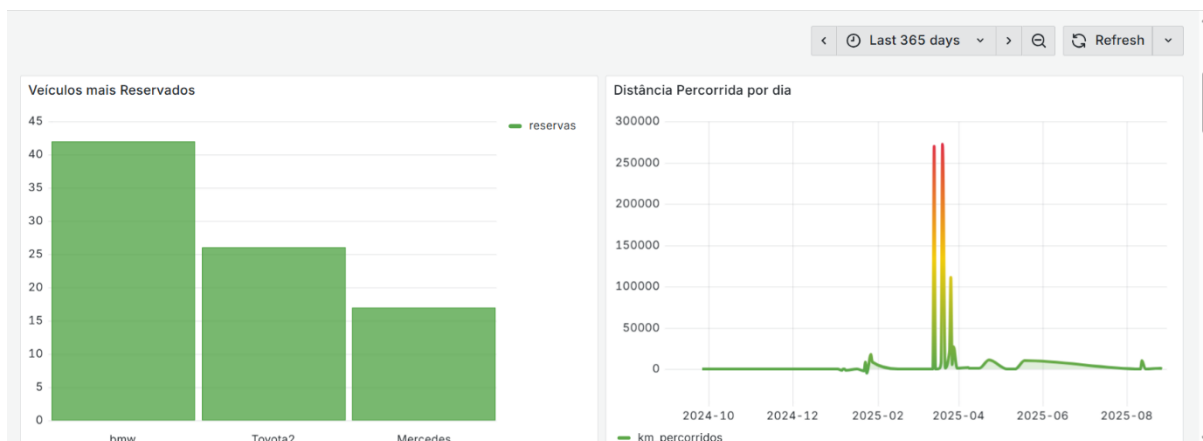 Last 365 days
Refresh
Veículos mais Reservados
45
40
35
30
25
20
15
10
5
0
bmw
Toyota2
Mercedes
reservas
Distância Percorrida por dia
300000
250000
200000
150000
100000
50000
0
2024-10
2024-12
2025-02
2025-04
2025-06
2025-08
km_percorridos